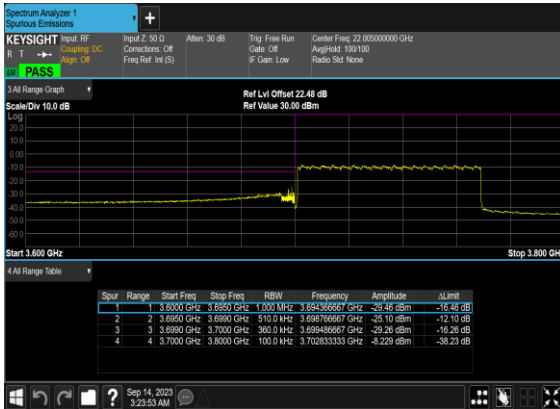 Spectrum Analyzer 1
Spurious Emissions
+
KEYSIGHT Input: RF Input Z: 50 Ω Atten: 30 dB Trig: Free Run Center Freq: 22.005000000 GHz
R T Coupling: DC Corrections: Off Gate: Off Avg|Hold: 100/100
Align: Off Freq Ref: Int (S) IF Gain: Low Radio Std: None
PASS
3 All Range Graph
Ref Lvl Offset 22.48 dB
Scale/Div 10.0 dB Ref Value 30.00 dBm
Log
20.0
10.0
0.00
-10.0
-20.0
-30.0
-40.0
-50.0
-60.0
Start 3.600 GHz Stop 3.800 GH
4 All Range Table
Spur Range Start Freq Stop Freq RBW Frequency Amplitude ΔLimit
1 1 3.6000 GHz 3.6950 GHz 1.000 MHz 3.694366667 GHz -29.46 dBm -16.46 dB
2 2 3.6950 GHz 3.6990 GHz 510.0 kHz 3.698766667 GHz -25.10 dBm -12.10 dB
3 3 3.6990 GHz 3.7000 GHz 360.0 kHz 3.699486667 GHz -29.26 dBm -16.26 dB
4 4 3.7000 GHz 3.8000 GHz 100.0 kHz 3.702833333 GHz -8.229 dBm -38.23 dB
?
Sep 14, 2023
3:23:53 AM